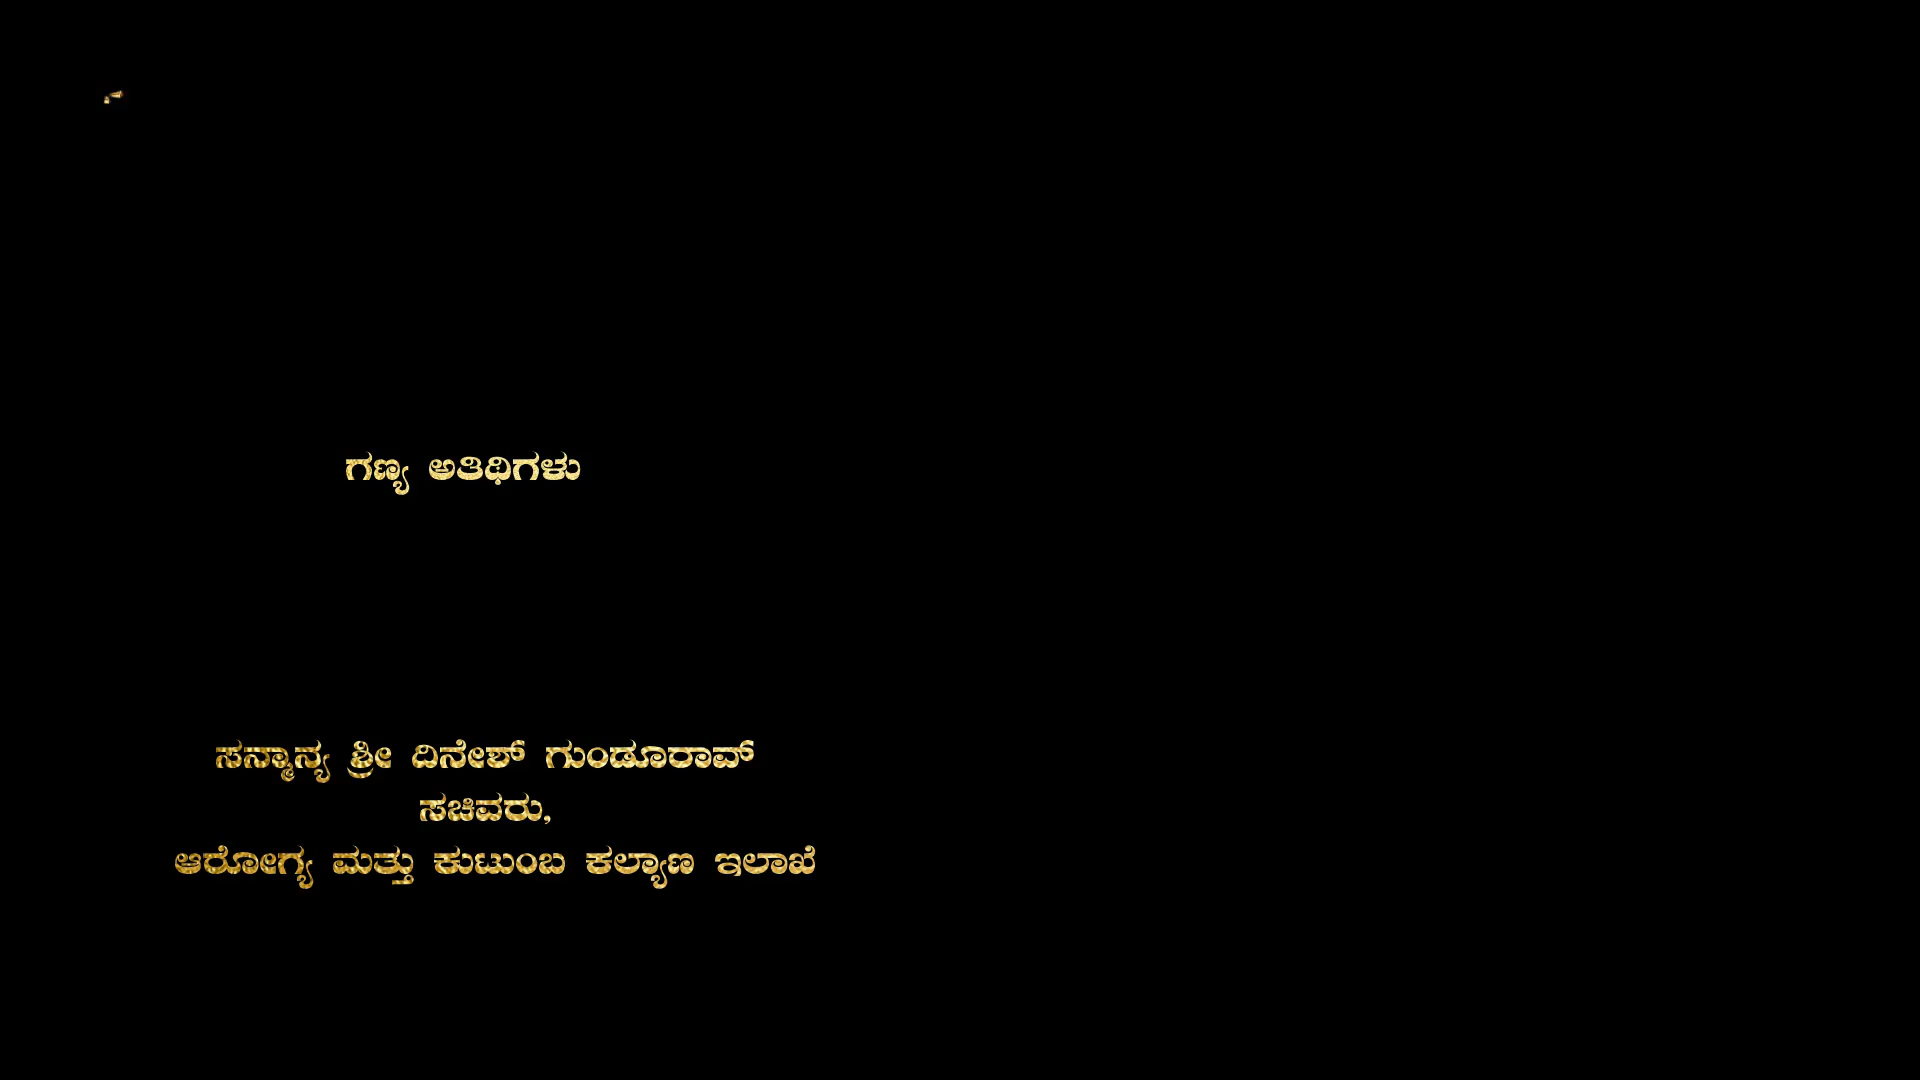 ಗಣ್ಯ ಅತಿಥಿಗಳು
ಸನ್ಮಾನ್ಯ ಶ್ರೀ ದಿನೇಶ್ ಗುಂಡೂರಾವ್
ಸಚಿವರು,
ಆರೋಗ್ಯ ಮತ್ತು ಕುಟುಂಬ ಕಲ್ಯಾಣ ಇಲಾಖೆ